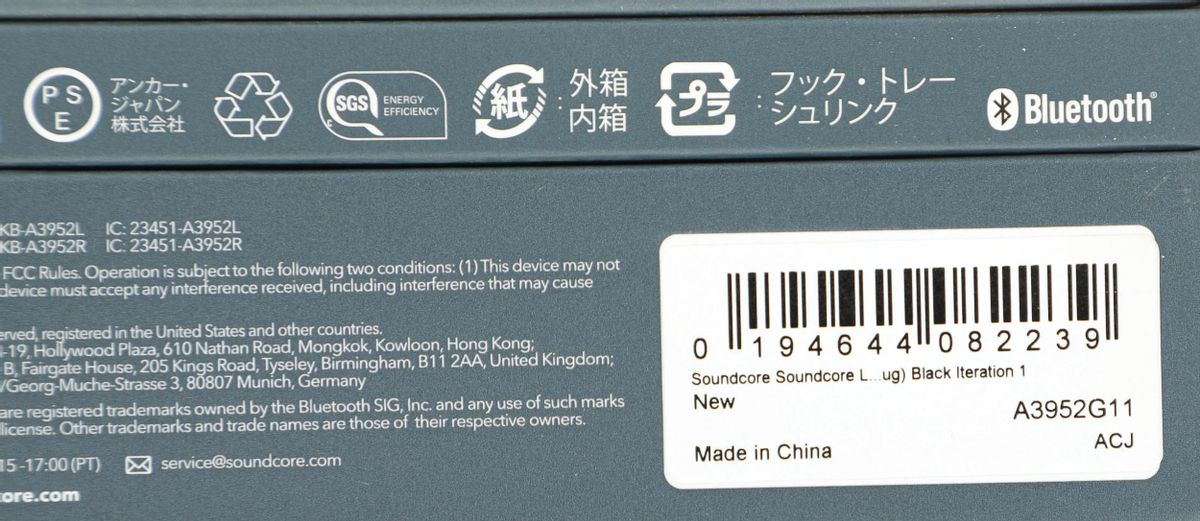 PS
E
アンカー・
ジャパン
株式会社
SGS ENERGY
EFFICIENCY
C
紙 : 外箱
内箱
プラ : フック・トレー
シュリンク
Bluetooth®
KB-A3952L IC: 23451-A3952L
KB-A3952R IC: 23451-A3952R
FCC Rules. Operation is subject to the following two conditions: (1) This device may not
device must accept any interference received, including interference that may cause
erved, registered in the United States and other countries.
-19, Hollywood Plaza, 610 Nathan Road, Mongkok, Kowloon, Hong Kong;
B, Fairgate House, 205 Kings Road, Tyseley, Birmingham, B11 2AA, United Kingdom;
/Georg-Muche-Strasse 3, 80807 Munich, Germany
are registered trademarks owned by the Bluetooth SIG, Inc. and any use of such marks
license. Other trademarks and trade names are those of their respective owners.
15-17:00 (PT) service@soundcore.com
core.com
0 194644 082239
Soundcore Soundcore L...ug) Black Iteration 1
New
A3952G11
ACJ
Made in China